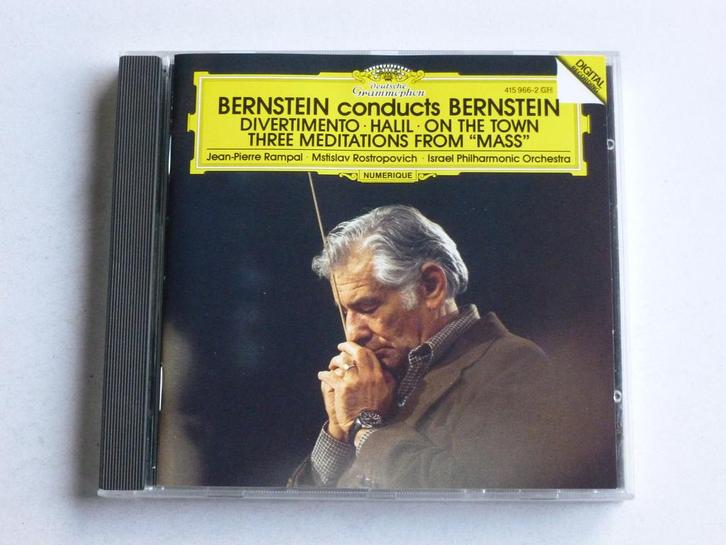 Deutsche
Grammophon
415 966-2 GH
DIGITAL
RECORDING
BERNSTEIN conducts BERNSTEIN
DIVERTIMENTO · HALIL · ON THE TOWN
THREE MEDITATIONS FROM “MASS”
Jean-Pierre Rampal · Mstislav Rostropovich · Israel Philharmonic Orchestra
NUMERIQUE